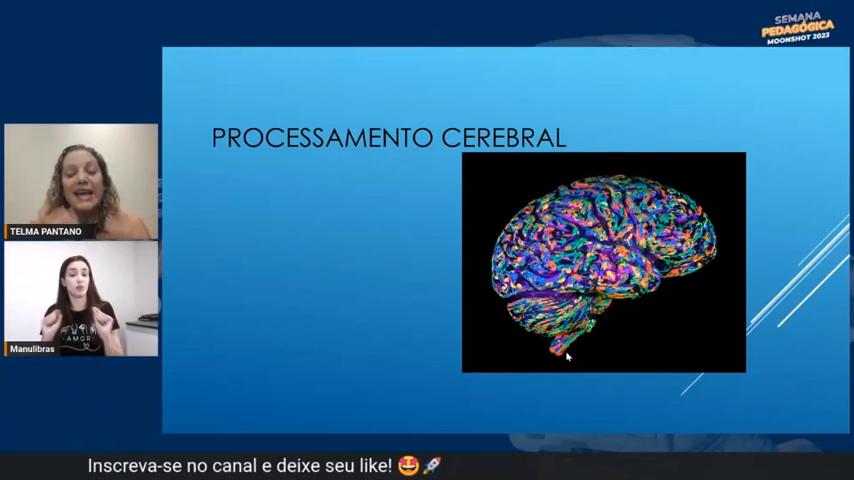 SEMANA
PEDAGÓGICA
MOONSHOT 2023
PROCESSAMENTO CEREBRAL
TELMA PANTANO
AMOR
Manulibras
Inscreva-se no canal e deixe seu like! 🤩🚀